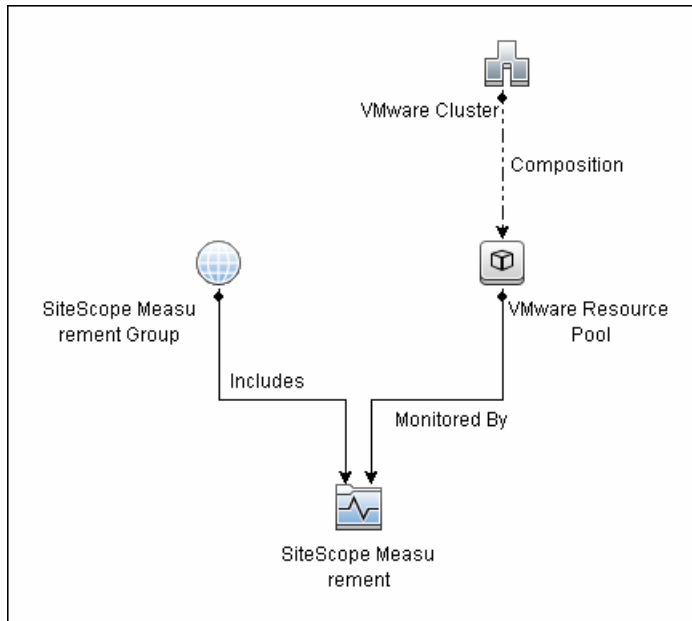 VMware Cluster
Composition
SiteScope Measu
rement Group
VMware Resource
Pool
Includes
Monitored By
SiteScope Measu
rement